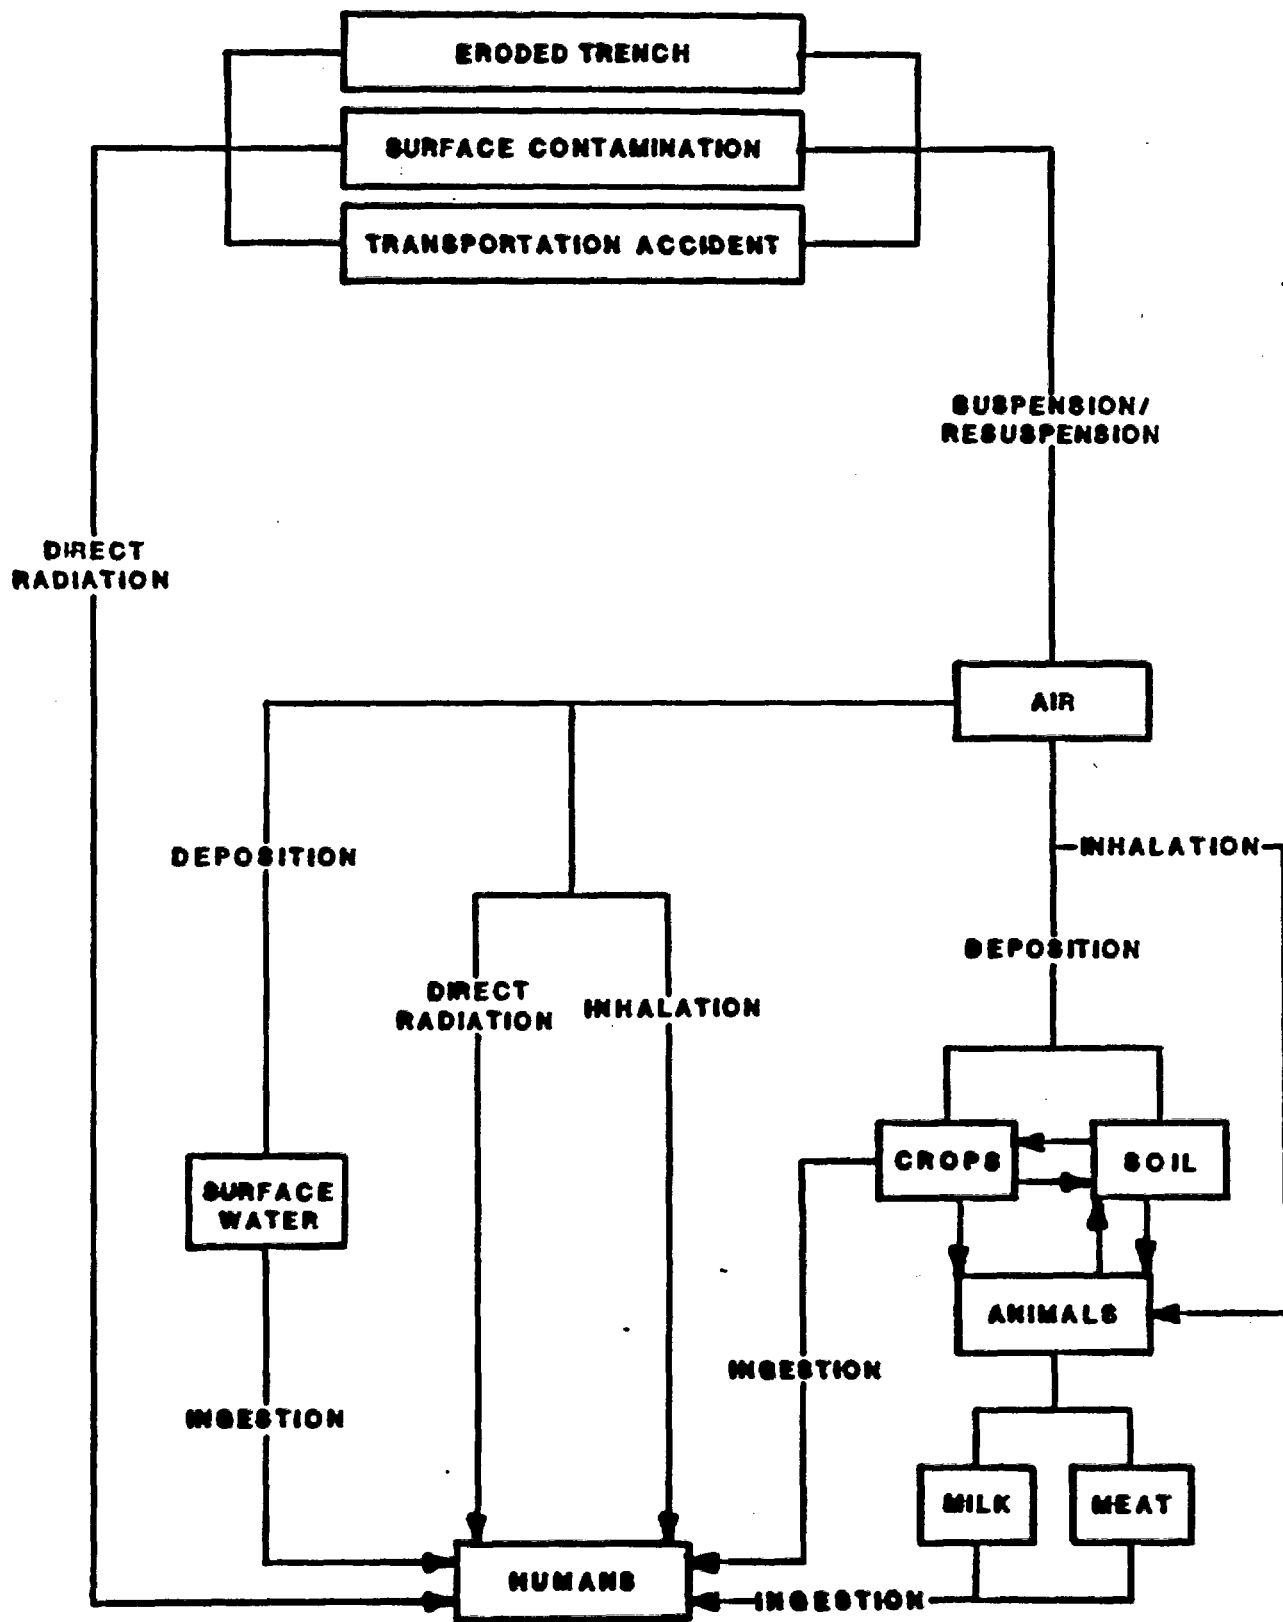 ERODED TRENCH
SURFACE CONTAMINATION
TRANSPORTATION ACCIDENT
SUSPENSION/
RESUSPENSION
DIRECT
RADIATION
AIR
DEPOSITION
INHALATION
DEPOSITION
DIRECT
RADIATION
INHALATION
CROPS
SOIL
SURFACE
WATER
ANIMALS
INGESTION
INGESTION
MILK
MEAT
HUMANS
INGESTION